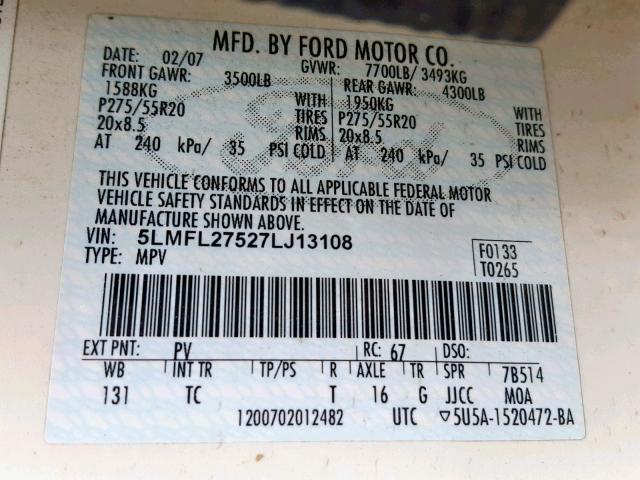 MFD. BY FORD MOTOR CO.
DATE: 02/07 GVWR: 7700LB/ 3493KG
FRONT GAWR: 3500LB REAR GAWR: 4300LB
1588KG WITH 1950KG WITH
P275/55R20 TIRES P275/55R20 TIRES
20x8.5 RIMS 20x8.5 RIMS
AT 240 kPa/ 35 PSI COLD AT 240 kPa/ 35 PSI COLD
THIS VEHICLE CONFORMS TO ALL APPLICABLE FEDERAL MOTOR
VEHICLE SAFETY STANDARDS IN EFFECT ON THE DATE OF
MANUFACTURE SHOWN ABOVE.
VIN: 5LMFL27527LJ13108 F0133
TYPE: MPV T0265
EXT PNT: PV RC: 67 DSO:
WB INT TR TP/PS R AXLE TR SPR 7B514
131 TC T 16 G JJCC MOA
1200702012482 UTC ▽5U5A-1520472-BA